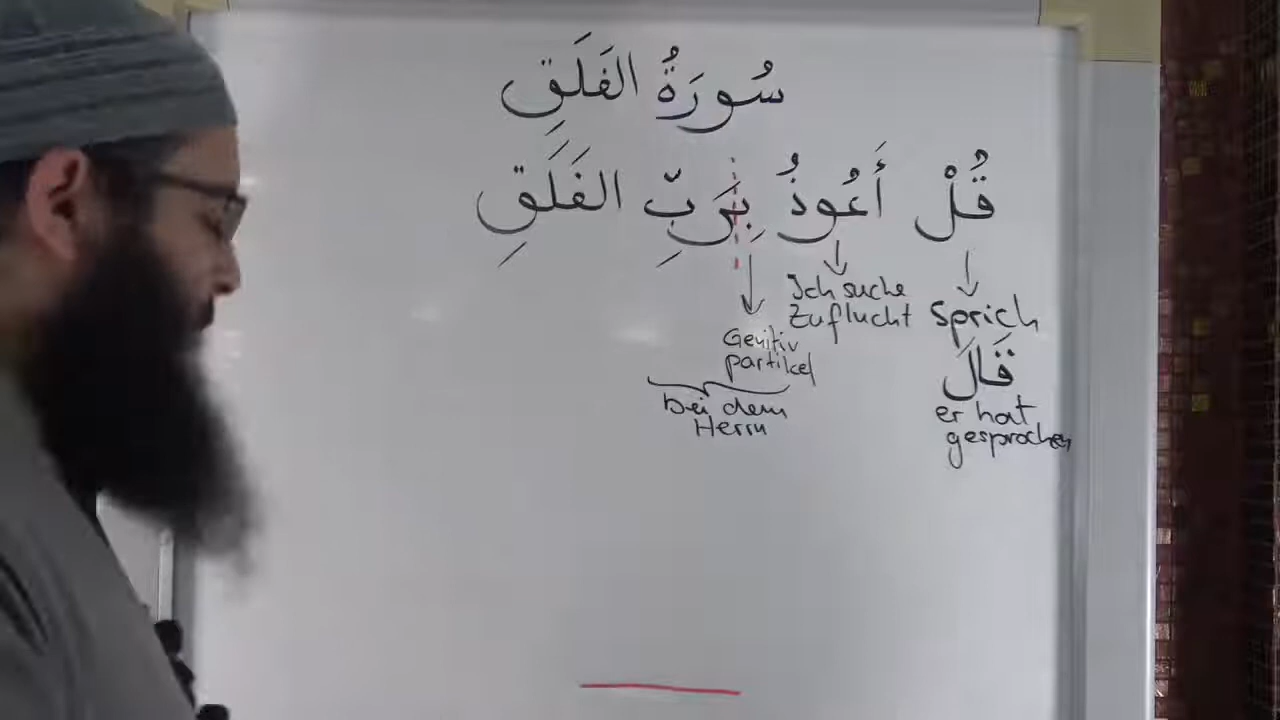 سُورَةُ الفَلَقِ
قُلْ أَعُوذُ بِرَبِّ الفَلَقِ
Sprich
قَالَ
er hat
gesprochen
Ich suche
Zuflucht
Genitiv
partikel
bei dem
Herrn